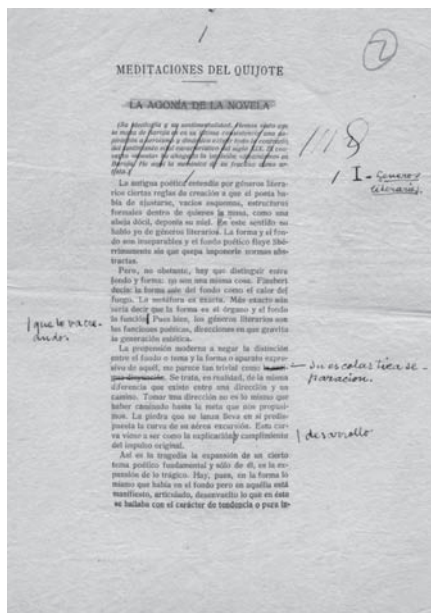 2
MEDITACIONES DEL QUIJOTE
LA AGONÍA DE LA NOVELA
118
I - Géneros
literarios.
La antigua poética entendía por géneros litera-
rios ciertas reglas de creación a que el poeta ha-
bía de ajustarse, vacíos esquemas, estructuras
formales dentro de quienes la musa, como una
abeja dócil, deponía su miel. En este sentido no
hablo yo de géneros literarios. La forma y el fon-
do son inseparables y el fondo poético fluye libé-
rrimamente sin que quepa imponerle normas abs-
tractas.
Pero, no obstante, hay que distinguir entre
fondo y forma: no son una misma cosa. Flaubert
decía: la forma sale del fondo como el calor del
fuego. La metáfora es exacta. Más exacto aún
sería decir que la forma es el órgano y el fondo
la función. Pues bien, los géneros literarios son
las funciones poéticas, direcciones en que gravita
la generación estética.
que lo va cre-
ando.
La propensión moderna a negar la distinción
entre el fondo o tema y la forma o aparato expre-
sivo de aquél, me parece tan trivial como
su escolástica se-
paración.
Se trata, en realidad, de la misma
diferencia que existe entre una dirección y un
camino. Tomar una dirección no es lo mismo que
haber caminado hasta la meta que nos propusi-
mos. La piedra que se lanza lleva en sí predis-
puesta la curva de su aérea excursión. Esta cur-
va viene a ser como la explicación y cumplimiento
del impulso original.
desarrollo
Así es la tragedia la expansión de un cierto
tema poético fundamental y sólo de él, es la ex-
pansión de lo trágico. Hay, pues, en la forma lo
mismo que había en el fondo pero en aquélla está
manifiesto, articulado, desenvuelto lo que en éste
se hallaba con el carácter de tendencia o pura in-